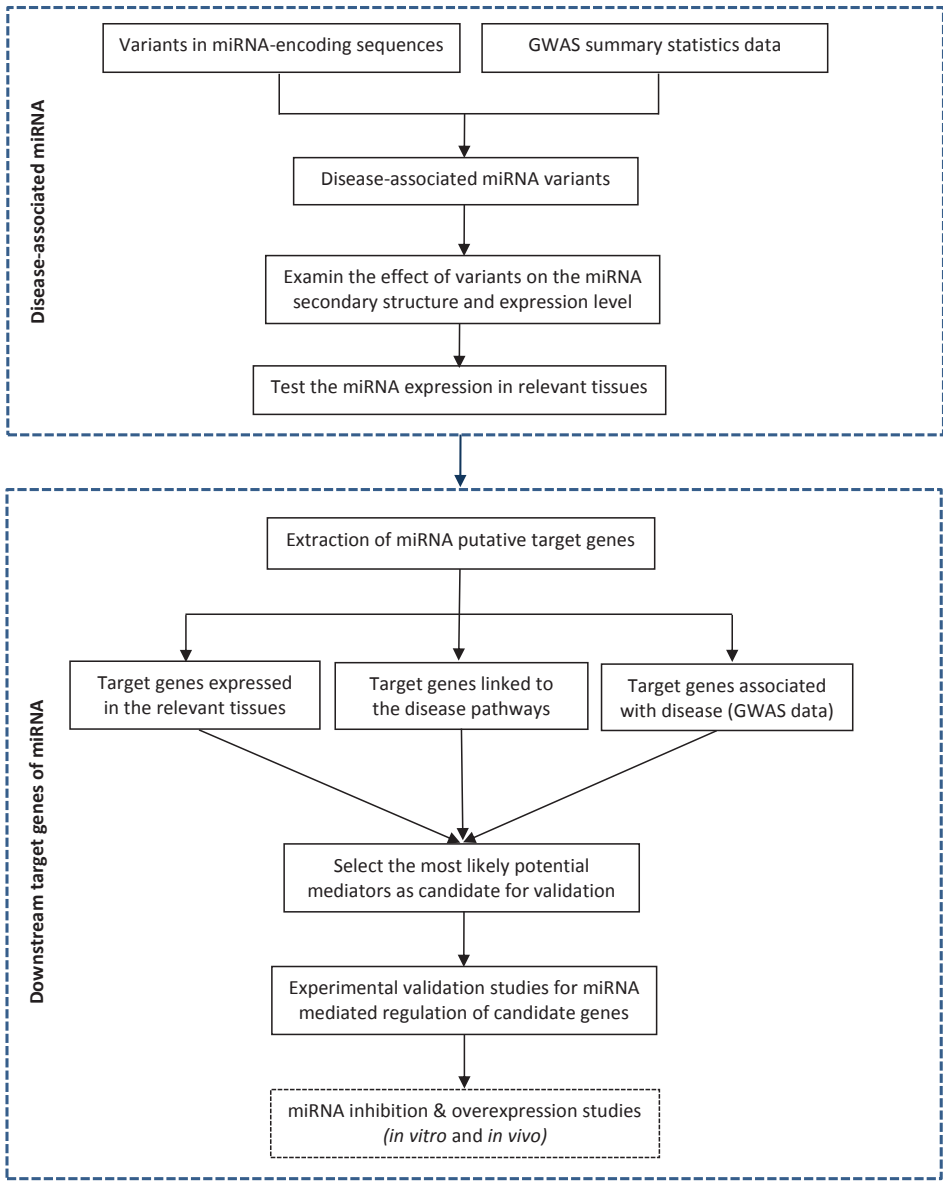 Disease-associated miRNA
Variants in miRNA-encoding sequences
GWAS summary statistics data
Disease-associated miRNA variants
Examin the effect of variants on the miRNA
secondary structure and expression level
Test the miRNA expression in relevant tissues
Downstream target genes of miRNA
Extraction of miRNA putative target genes
Target genes expressed
in the relevant tissues
Target genes linked to
the disease pathways
Target genes associated
with disease (GWAS data)
Select the most likely potential
mediators as candidate for validation
Experimental validation studies for miRNA
mediated regulation of candidate genes
miRNA inhibition & overexpression studies
(in vitro and in vivo)